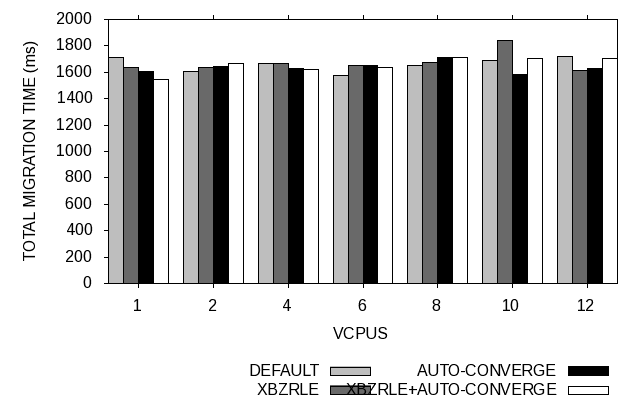 2000
1800
1600
1400
1200
1000
800
600
400
200
0
TOTAL MIGRATION TIME (ms)
1 2 4 6 8 10 12
VCPUS
DEFAULT AUTO-CONVERGE
XBZRLE XBZRLE+AUTO-CONVERGE